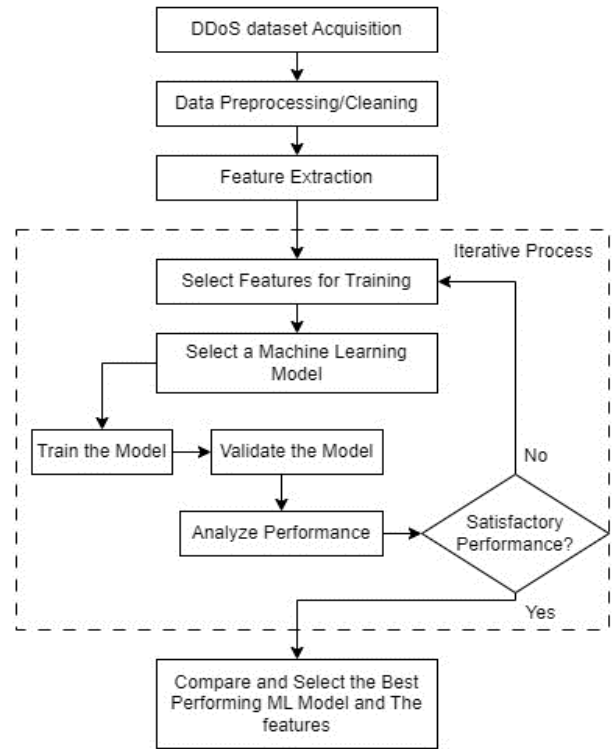 DDoS dataset Acquisition
Data Preprocessing/Cleaning
Feature Extraction
Iterative Process
Select Features for Training
Select a Machine Learning
Model
Train the Model
Validate the Model
No
Analyze Performance
Satisfactory
Performance?
Yes
Compare and Select the Best
Performing ML Model and The
features